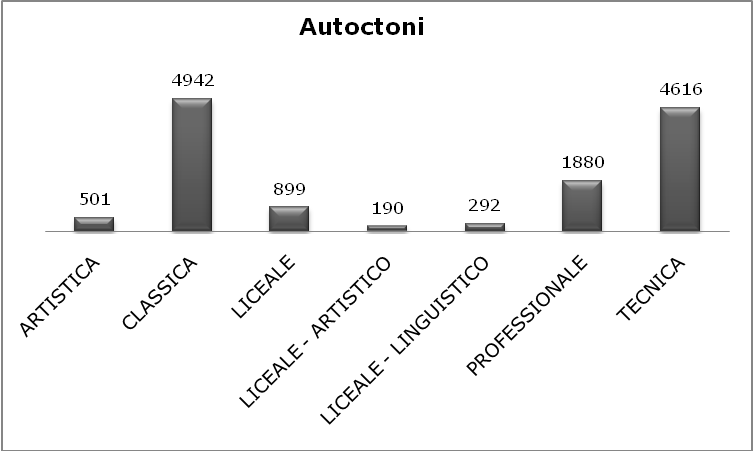 Autoctoni
4942
4616
1880
899
501
292
190
ARTISTICA
CLASSICA
LICEALE
LICEALE - ARTISTICO
LICEALE - LINGUISTICO
PROFESSIONALE
TECNICA